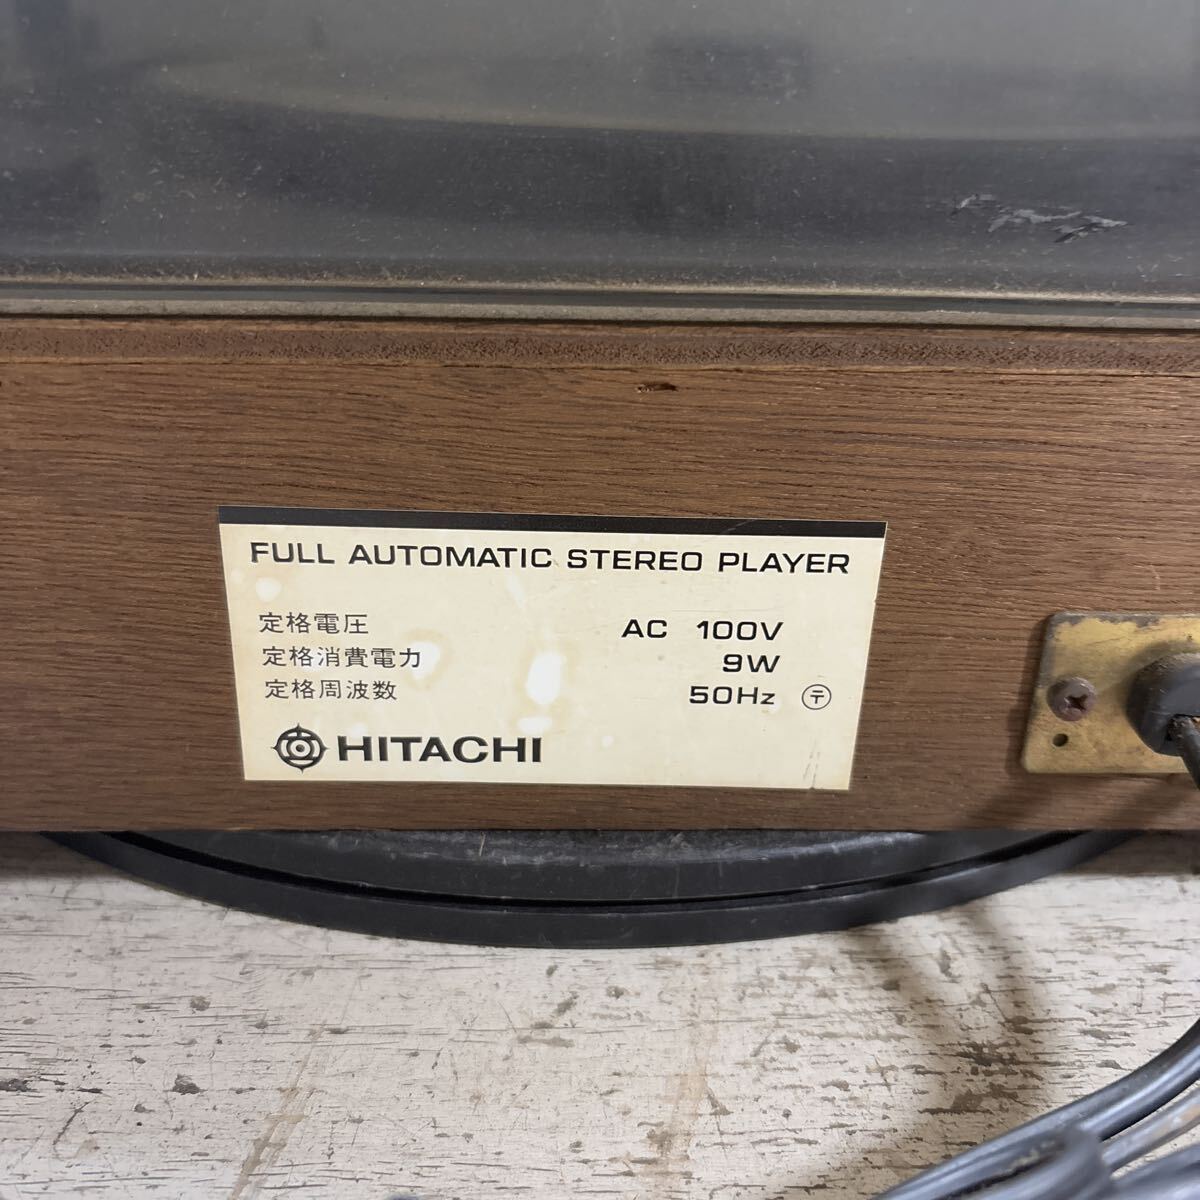 FULL AUTOMATIC STEREO PLAYER
定格電圧 AC 100V
定格消費電力 9W
定格周波数 50Hz 〶
HITACHI